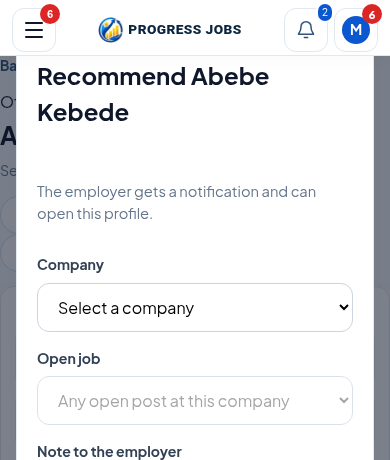 6
PROGRESS JOBS
2
M
6
Ba
Recommend Abebe
Kebede
The employer gets a notification and can
open this profile.
Company
Select a company
Open job
Any open post at this company
Note to the employer